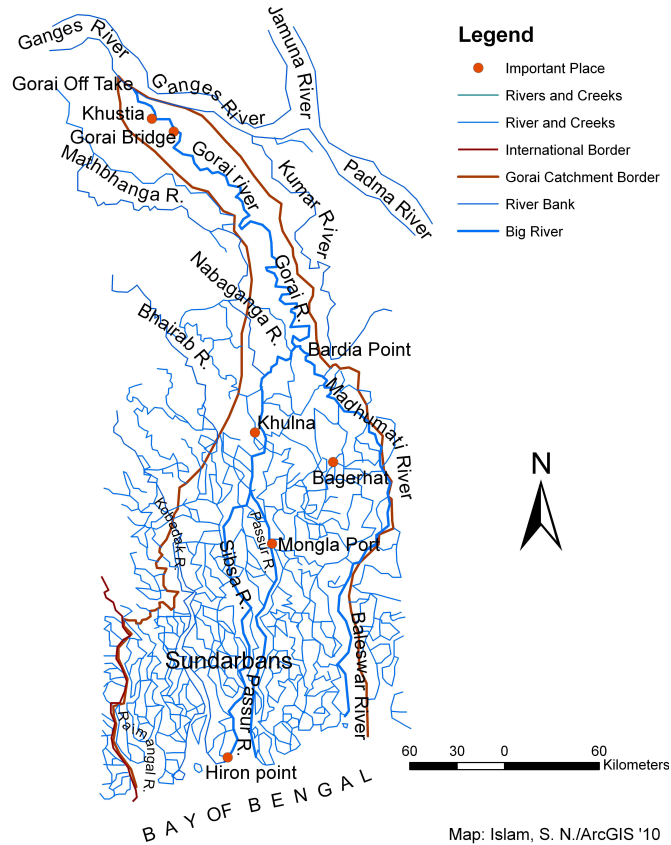 Ganges River
Jamuna River
Legend
Important Place
Gorai Off Take
Ganges River
Rivers and Creeks
Khustia
River and Creeks
Gorai Bridge
International Border
Mathbhanga R.
Gorai river
Kumar River
Padma River
Gorai Catchment Border
River Bank
Big River
Nabaganga R.
Gorai R.
Bhairab R.
Bardia Point
Madhumati River
Khulna
Bagerhat
N
Kobadak R
Passur R
Sibsa R.
Mongla Port
Sundarbans
Baleswar River
Passur R.
Raimangal R.
Hiron point
60 30 0 60 Kilometers
BAY OF BENGAL
Map: Islam, S. N./ArcGIS '10